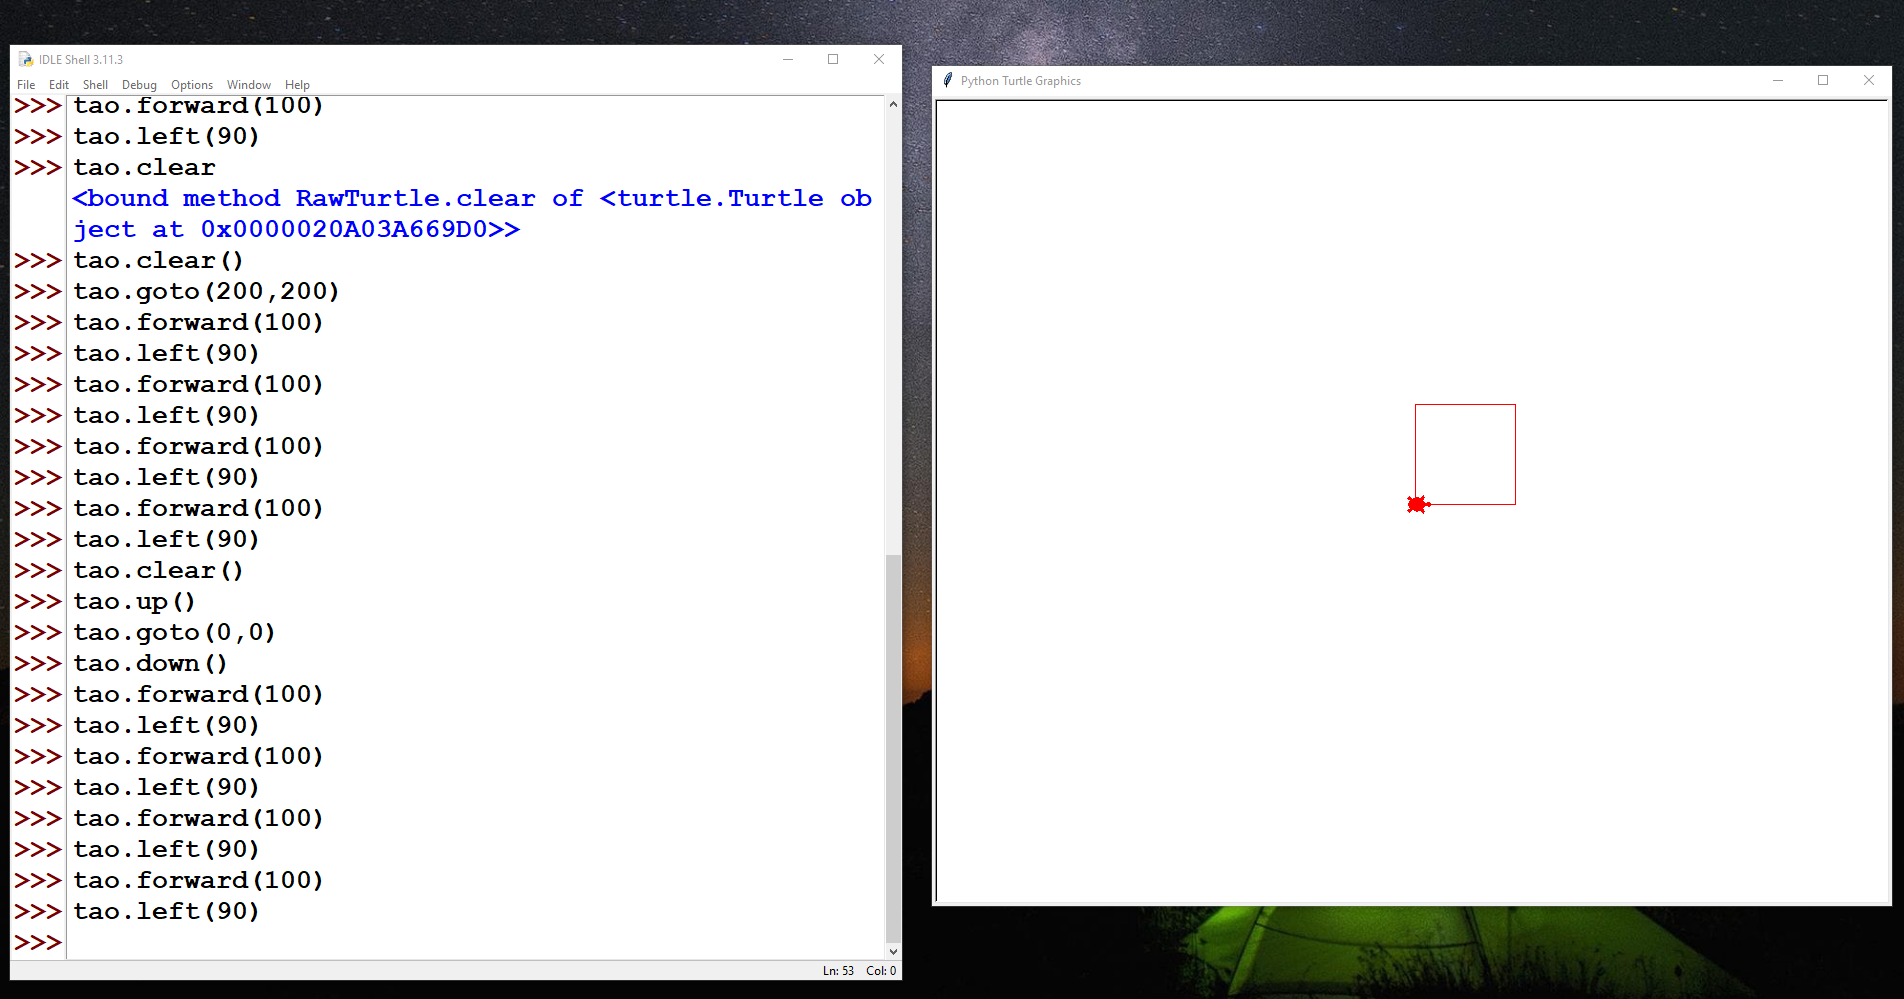 IDLE Shell 3.11.3
File Edit Shell Debug Options Window Help
>>> tao.forward(100)
>>> tao.left(90)
>>> tao.clear
<bound method RawTurtle.clear of <turtle.Turtle ob
ject at 0x0000020A03A669D0>>
>>> tao.clear()
>>> tao.goto(200,200)
>>> tao.forward(100)
>>> tao.left(90)
>>> tao.forward(100)
>>> tao.left(90)
>>> tao.forward(100)
>>> tao.left(90)
>>> tao.forward(100)
>>> tao.left(90)
>>> tao.clear()
>>> tao.up()
>>> tao.goto(0,0)
>>> tao.down()
>>> tao.forward(100)
>>> tao.left(90)
>>> tao.forward(100)
>>> tao.left(90)
>>> tao.forward(100)
>>> tao.left(90)
>>> tao.forward(100)
>>> tao.left(90)
>>>
Ln: 53 Col: 0
Python Turtle Graphics